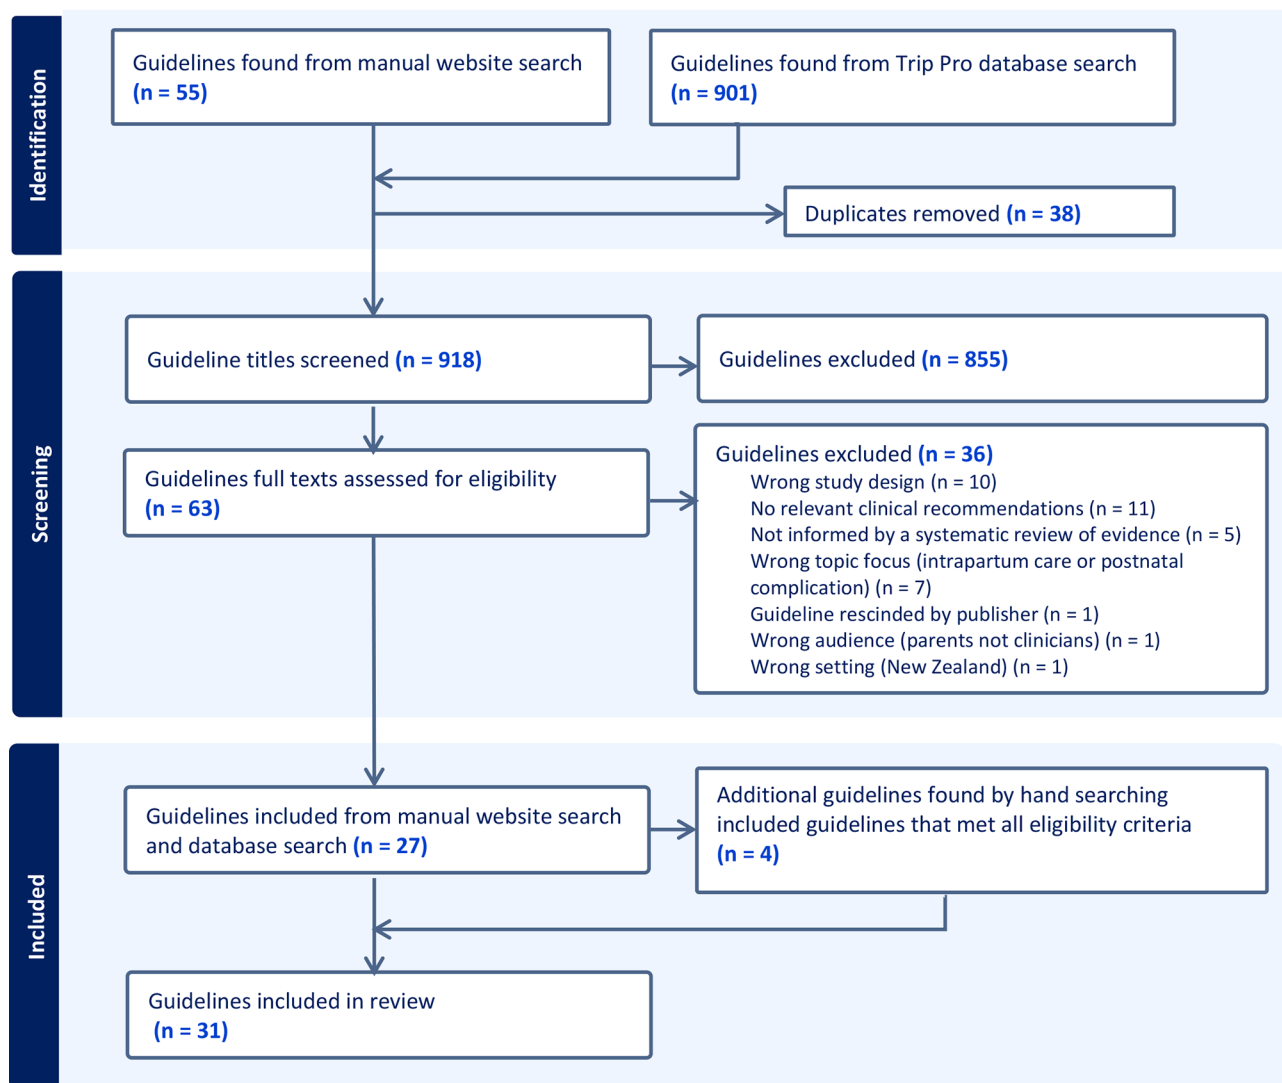 Identification
Guidelines found from manual website search
(n = 55)
Guidelines found from Trip Pro database search
(n = 901)
Duplicates removed (n = 38)
Screening
Guideline titles screened (n = 918)
Guidelines excluded (n = 855)
Guidelines full texts assessed for eligibility
(n = 63)
Guidelines excluded (n = 36)
Wrong study design (n = 10)
No relevant clinical recommendations (n = 11)
Not informed by a systematic review of evidence (n = 5)
Wrong topic focus (intrapartum care or postnatal
complication) (n = 7)
Guideline rescinded by publisher (n = 1)
Wrong audience (parents not clinicians) (n = 1)
Wrong setting (New Zealand) (n = 1)
Included
Guidelines included from manual website search
and database search (n = 27)
Additional guidelines found by hand searching
included guidelines that met all eligibility criteria
(n = 4)
Guidelines included in review
(n = 31)